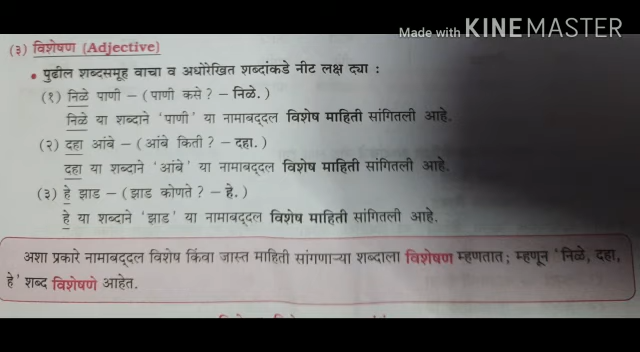 Made with KINEMASTER
(३) विशेषण (Adjective)
• पुढील शब्दसमूह वाचा व अधोरेखित शब्दांकडे नीट लक्ष द्या :
(१) निळे पाणी – (पाणी कसे ? – निळे.)
निळे या शब्दाने 'पाणी' या नामाबद्दल विशेष माहिती सांगितली आहे.
(२) दहा आंबे – (आंबे किती ? – दहा.)
दहा या शब्दाने 'आंबे' या नामाबद्दल विशेष माहिती सांगितली आहे.
(३) हे झाड – (झाड कोणते ? – हे.)
हे या शब्दाने 'झाड' या नामाबद्दल विशेष माहिती सांगितली आहे.
अशा प्रकारे नामाबद्दल विशेष किंवा जास्त माहिती सांगणाऱ्या शब्दाला विशेषण म्हणतात; म्हणून 'निळे, दहा,
हे' शब्द विशेषणे आहेत.